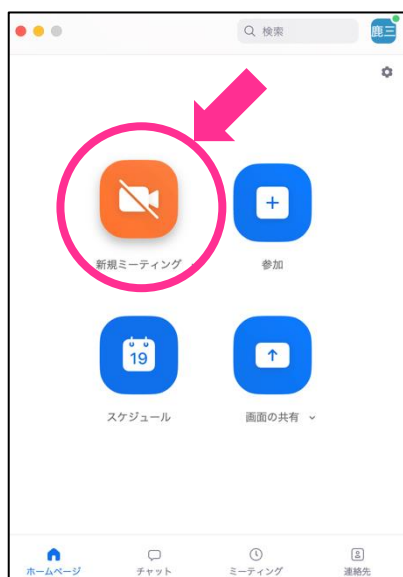 検索
鹿三
新規ミーティング
参加
19
スケジュール
画面の共有
ホームページ
チャット
ミーティング
連絡先